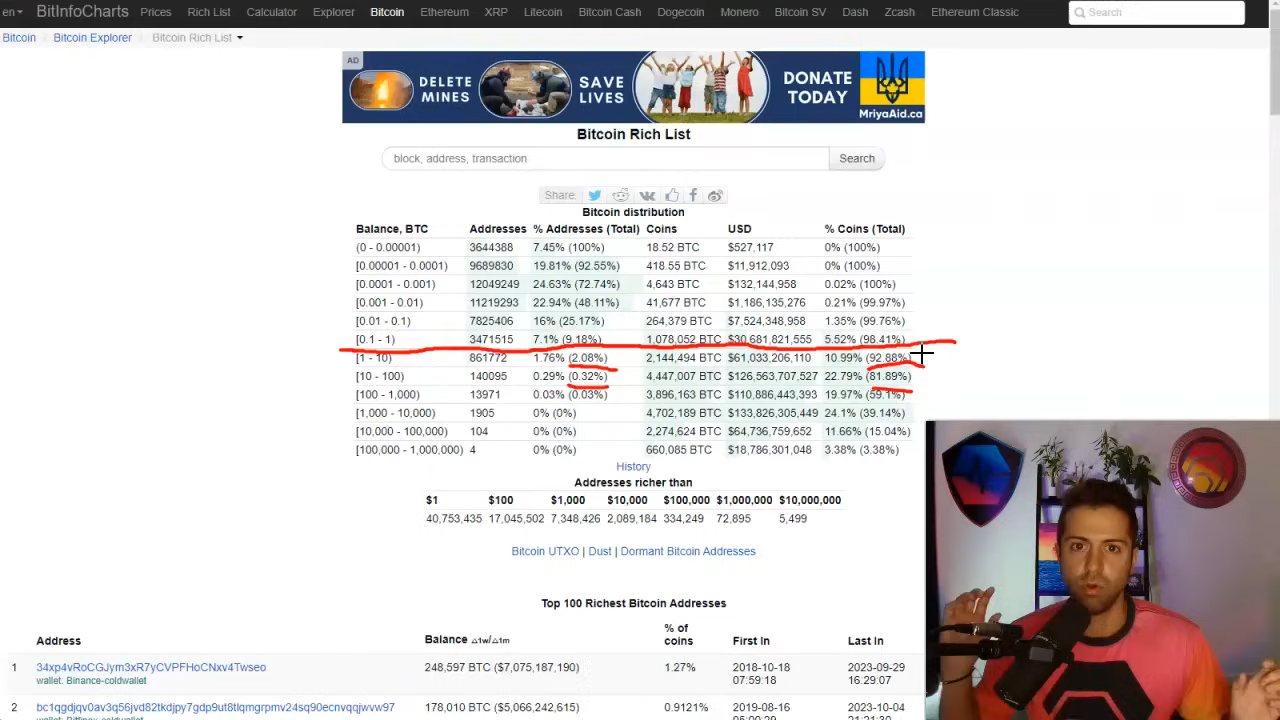 en BitInfoCharts Prices Rich List Calculator Explorer Bitcoin Ethereum XRP Litecoin Bitcoin Cash Dogecoin Monero Bitcoin SV Dash Zcash Ethereum Classic Search
Bitcoin Bitcoin Explorer Bitcoin Rich List
AD
DELETE MINES SAVE LIVES DONATE TODAY
MriyaAid.ca
Bitcoin Rich List
block, address, transaction Search
Share:
Bitcoin distribution
Balance, BTC Addresses % Addresses (Total) Coins USD % Coins (Total)
(0 - 0.00001) 3644388 7.45% (100%) 18.52 BTC $527,117 0% (100%)
[0.00001 - 0.0001) 9689830 19.81% (92.55%) 418.55 BTC $11,912,093 0% (100%)
[0.0001 - 0.001) 12049249 24.63% (72.74%) 4,643 BTC $132,144,958 0.02% (100%)
[0.001 - 0.01) 11219293 22.94% (48.11%) 41,677 BTC $1,186,135,276 0.21% (99.97%)
[0.01 - 0.1) 7825406 16% (25.17%) 264,379 BTC $7,524,348,958 1.35% (99.76%)
[0.1 - 1) 3471515 7.1% (9.18%) 1,078,052 BTC $30,681,821,555 5.52% (98.41%)
[1 - 10) 861772 1.76% (2.08%) 2,144,494 BTC $61,033,206,110 10.99% (92.88%)
[10 - 100) 140095 0.29% (0.32%) 4,447,007 BTC $126,563,707,527 22.79% (81.89%)
[100 - 1,000) 13971 0.03% (0.03%) 3,896,163 BTC $110,886,443,393 19.97% (59.1%)
[1,000 - 10,000) 1905 0% (0%) 4,702,189 BTC $133,826,305,449 24.1% (39.14%)
[10,000 - 100,000) 104 0% (0%) 2,274,624 BTC $64,736,759,652 11.66% (15.04%)
[100,000 - 1,000,000) 4 0% (0%) 660,085 BTC $18,786,301,048 3.38% (3.38%)
History
Addresses richer than
$1 $100 $1,000 $10,000 $100,000 $1,000,000 $10,000,000
40,753,435 17,045,502 7,348,426 2,089,184 334,249 72,895 5,499
Bitcoin UTXO | Dust | Dormant Bitcoin Addresses
Top 100 Richest Bitcoin Addresses
Address Balance △1w/△1m % of coins First In Last In
1 34xp4vRoCGJym3xR7yCVPFHoCNxv4Twseo 248,597 BTC ($7,075,187,190) 1.27% 2018-10-18 07:59:18 2023-09-29 16:29:07
wallet: Binance-coldwallet
2 bc1qgdjqv0av3q56jvd82tkdjpy7gdp9ut8tlqmgrpmv24sq90ecnvqqjwvw97 178,010 BTC ($5,066,242,615) 0.9121% 2019-08-16 2023-10-04